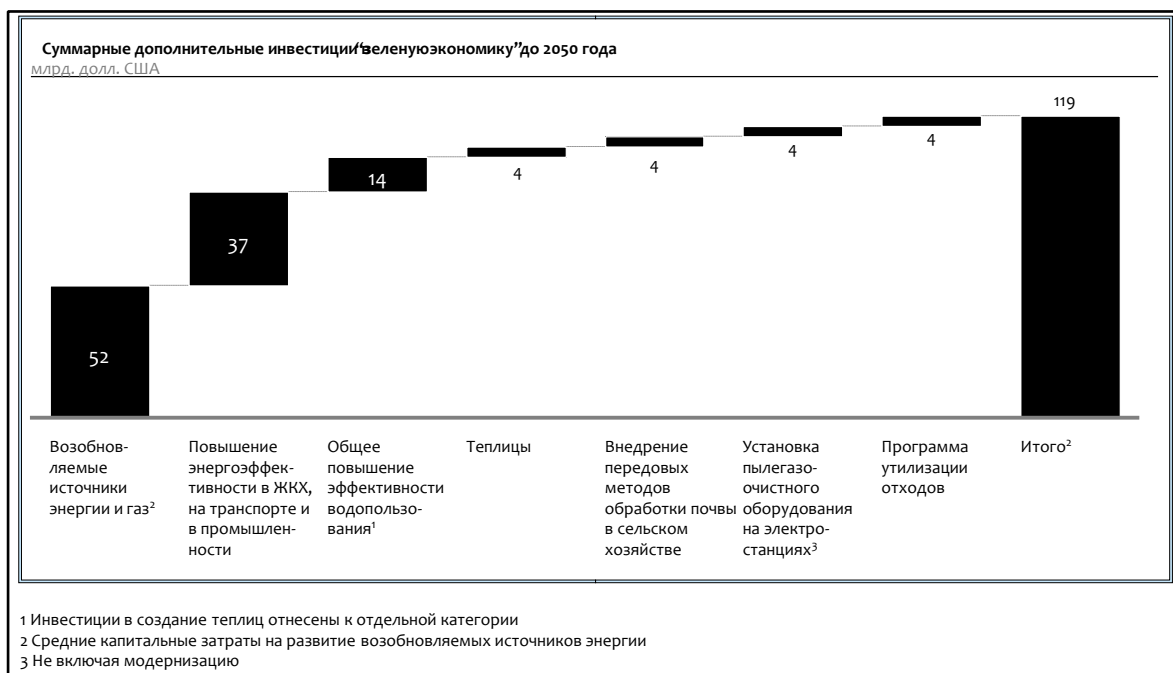 Суммарные дополнительные инвестиции в “зеленую экономику” до 2050 года
млрд. долл. США
119
4
4
4
4
14
37
52
Возобнов-
ляемые
источники
энергии и газ²
Повышение
энергоэффек-
тивности в ЖКХ,
на транспорте и
в промышлен-
ности
Общее
повышение
эффективности
водопользо-
вания¹
Теплицы
Внедрение
передовых
методов
обработки почвы
в сельском
хозяйстве
Установка
пылегазо-
очистного
оборудования
на электро-
станциях³
Программа
утилизации
отходов
Итого²
1 Инвестиции в создание теплиц отнесены к отдельной категории
2 Средние капитальные затраты на развитие возобновляемых источников энергии
3 Не включая модернизацию